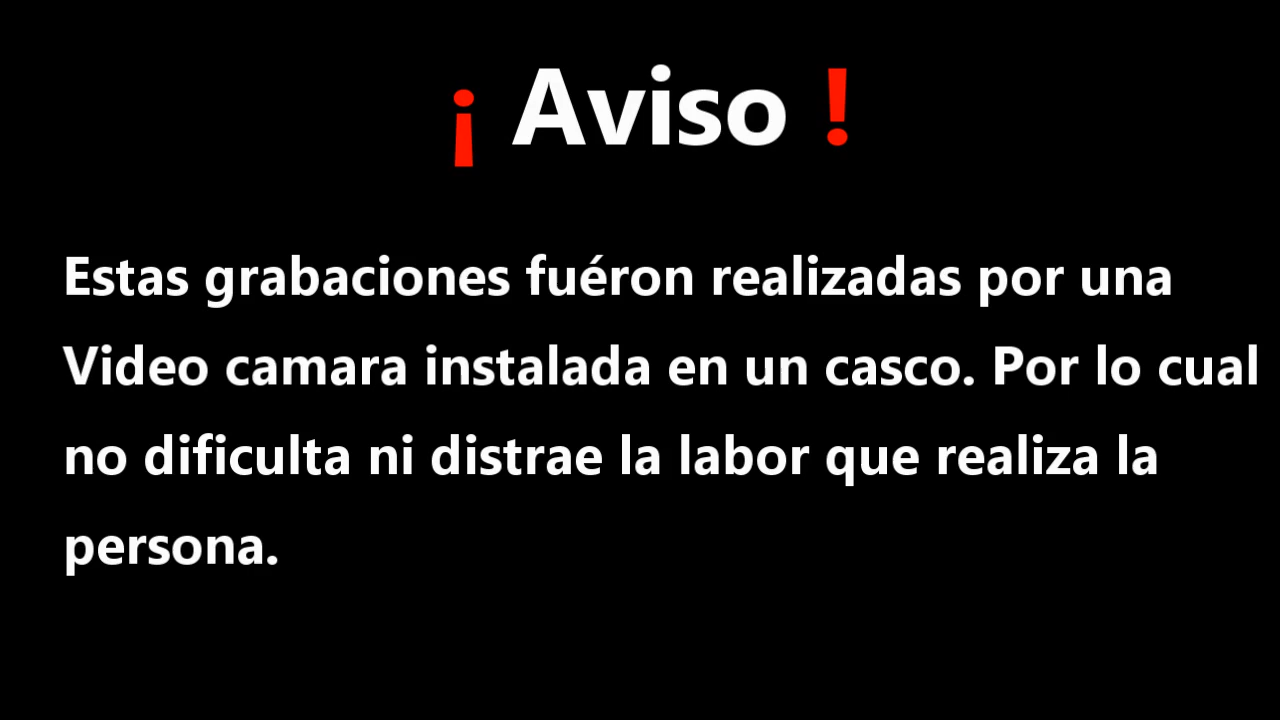 ¡ Aviso !
Estas grabaciones fuéron realizadas por una
Video camara instalada en un casco. Por lo cual
no dificulta ni distrae la labor que realiza la
persona.